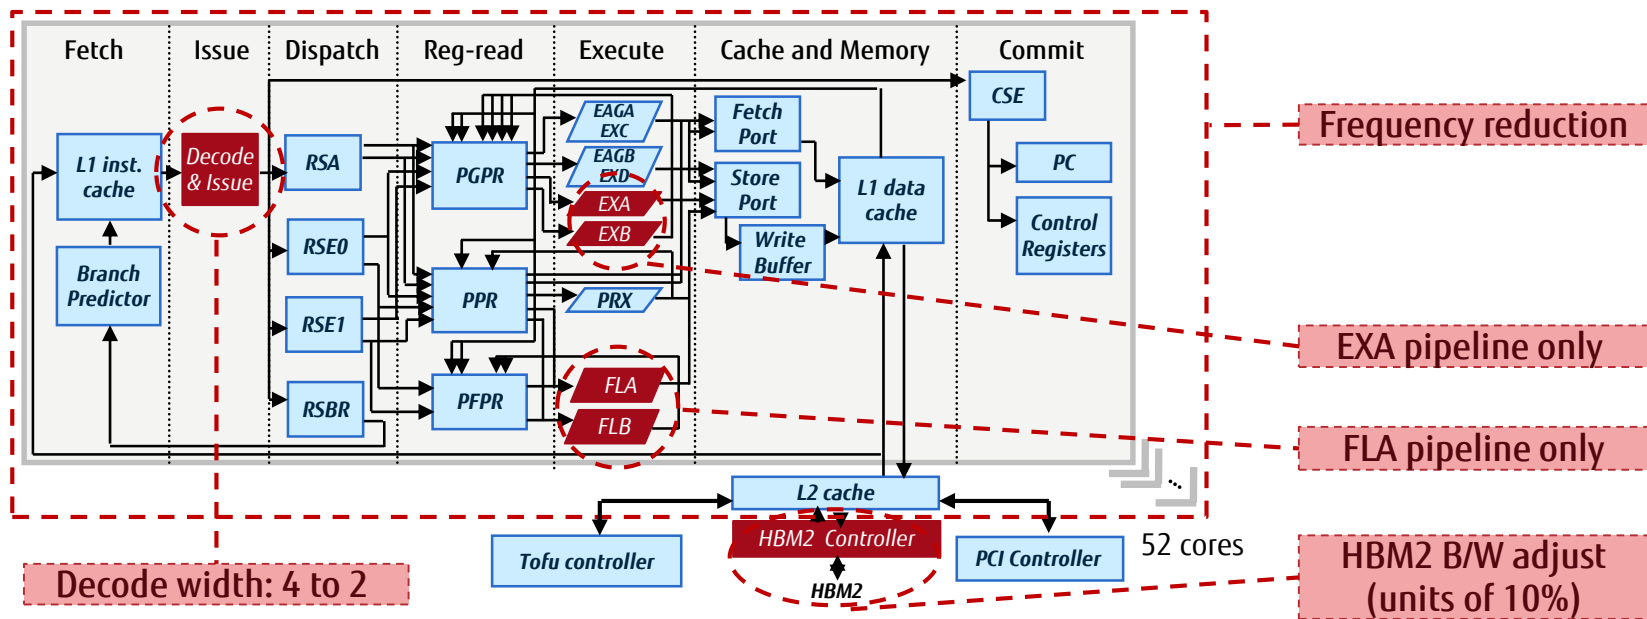 Fetch
Issue
Dispatch
Reg-read
Execute
Cache and Memory
Commit
L1 inst.
cache
Branch
Predictor
Decode
& Issue
RSA
RSE0
RSE1
RSBR
PGPR
PPR
PFPR
EAGA
EXC
EAGB
EXD
EXA
EXB
PRX
FLA
FLB
Fetch
Port
Store
Port
Write
Buffer
L1 data
cache
CSE
PC
Control
Registers
L2 cache
Tofu controller
HBM2 Controller
HBM2
PCI Controller
...
52 cores
Frequency reduction
EXA pipeline only
FLA pipeline only
HBM2 B/W adjust
(units of 10%)
Decode width: 4 to 2